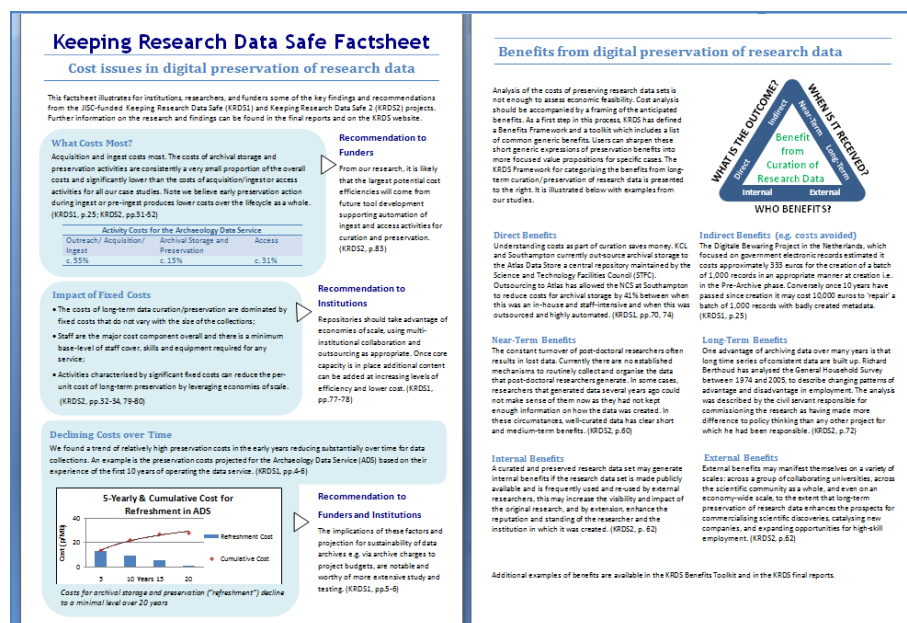 Keeping Research Data Safe Factsheet
Cost issues in digital preservation of research data
This factsheet illustrates for institutions, researchers, and funders some of the key findings and recommendations
from the JISC-funded Keeping Research Data Safe (KRDS1) and Keeping Research Data Safe 2 (KRDS2) projects.
Further information on the research and findings can be found in the final reports and on the KRDS website.
What Costs Most?
Acquisition and ingest costs most. The costs of archival storage and
preservation activities are consistently a very small proportion of the overall
costs and significantly lower than the costs of acquisition/ingest or access
activities for all our case studies. Note we believe early preservation action
during ingest or pre-ingest produces lower costs over the lifecycle as a whole.
(KRDS1, p.25; KRDS2, pp.31-52)
Activity Costs for the Archaeology Data Service
Outreach/ Acquisition/ Archival Storage and Access
Ingest Preservation
c. 55% c. 15% c. 31%
Recommendation to
Funders
From our research, it is likely
that the largest potential cost
efficiencies will come from
future tool development
supporting automation of
ingest and access activities for
curation and preservation.
(KRDS2, p.83)
Impact of Fixed Costs
• The costs of long-term data curation/preservation are dominated by
fixed costs that do not vary with the size of the collections;
• Staff are the major cost component overall and there is a minimum
base-level of staff cover, skills and equipment required for any
service;
• Activities characterised by significant fixed costs can reduce the per-
unit cost of long-term preservation by leveraging economies of scale.
(KRDS2, pp.32-34, 79-80)
Recommendation to
Institutions
Repositories should take advantage of
economies of scale, using multi-
institutional collaboration and
outsourcing as appropriate. Once core
capacity is in place additional content
can be added at increasing levels of
efficiency and lower cost. (KRDS1,
pp.77-78)
Declining Costs over Time
We found a trend of relatively high preservation costs in the early years reducing substantially over time for data
collections. An example is the preservation costs projected for the Archaeology Data Service (ADS) based on their
experience of the first 10 years of operating the data service. (KRDS1, pp.4-6)
5-Yearly & Cumulative Cost for
Refreshment in ADS
Cost (£/Mb)
40
20
0
5 10 Years 15 20
Refreshment Cost
Cumulative Cost
Costs for archival storage and preservation ("refreshment") decline
to a minimal level over 20 years
Recommendation to
Funders and Institutions
The implications of these factors and
projection for sustainability of data
archives e.g. via archive charges to
project budgets, are notable and
worthy of more extensive study and
testing. (KRDS1, pp.5-6)
Benefits from digital preservation of research data
Analysis of the costs of preserving research data sets is
not enough to assess economic feasibility. Cost analysis
should be accompanied by a framing of the anticipated
benefits. As a first step in this process, KRDS has defined
a Benefits Framework and a toolkit which includes a list
of common generic benefits. Users can sharpen these
short generic expressions of preservation benefits into
more focused value propositions for specific cases. The
KRDS Framework for categorising the benefits from long-
term curation/preservation of research data is presented
to the right. It is illustrated below with examples from
our studies.
WHAT IS THE OUTCOME?
WHEN IS IT RECEIVED?
Direct
Indirect
Near-Term
Long-Term
Benefit
from
Curation of
Research Data
Internal External
WHO BENEFITS?
Direct Benefits
Understanding costs as part of curation saves money. KCL
and Southampton currently out-source archival storage to
the Atlas Data Store a central repository maintained by the
Science and Technology Facilities Council (STFC).
Outsourcing to Atlas has allowed the NCS at Southampton
to reduce costs for archival storage by 41% between when
this was an in-house and staff-intensive and when this was
outsourced and highly automated. (KRDS1, pp.70, 74)
Indirect Benefits (e.g. costs avoided)
The Digitale Bewaring Project in the Netherlands, which
focused on government electronic records estimated it
costs approximately 333 euros for the creation of a batch
of 1,000 records in an appropriate manner at creation i.e.
in the Pre-Archive phase. Conversely once 10 years have
passed since creation it may cost 10,000 euros to 'repair' a
batch of 1,000 records with badly created metadata.
(KRDS1, p.25)
Near-Term Benefits
The constant turnover of post-doctoral researchers often
results in lost data. Currently there are no established
mechanisms to routinely collect and organise the data
that post-doctoral researchers generate. In some cases,
researchers that generated data several years ago could
not make sense of them now as they had not kept
enough information on how the data was created. In
these circumstances, well-curated data has clear short
and medium-term benefits. (KRDS2, p.60)
Long-Term Benefits
One advantage of archiving data over many years is that
long time series of consistent data are built up. Richard
Berthoud has analysed the General Household Survey
between 1974 and 2005, to describe changing patterns of
advantage and disadvantage in employment. The analysis
was described by the civil servant responsible for
commissioning the research as having made more
difference to policy thinking than any other project for
which he had been responsible. (KRDS2, p.72)
Internal Benefits
A curated and preserved research data set may generate
internal benefits if the research data set is made publicly
available and is frequently used and re-used by external
researchers, this may increase the visibility and impact of
the original research, and by extension, enhance the
reputation and standing of the researcher and the
institution in which it was created. (KRDS2, p. 62)
External Benefits
External benefits may manifest themselves on a variety of
scales: across a group of collaborating universities, across
the scientific community as a whole, and even on an
economy-wide scale, to the extent that long-term
preservation of research data enhances the prospects for
commercialising scientific discoveries, catalysing new
companies, and expanding opportunities for high-skill
employment. (KRDS2, p.62)
Additional examples of benefits are available in the KRDS Benefits Toolkit and in the KRDS final reports.